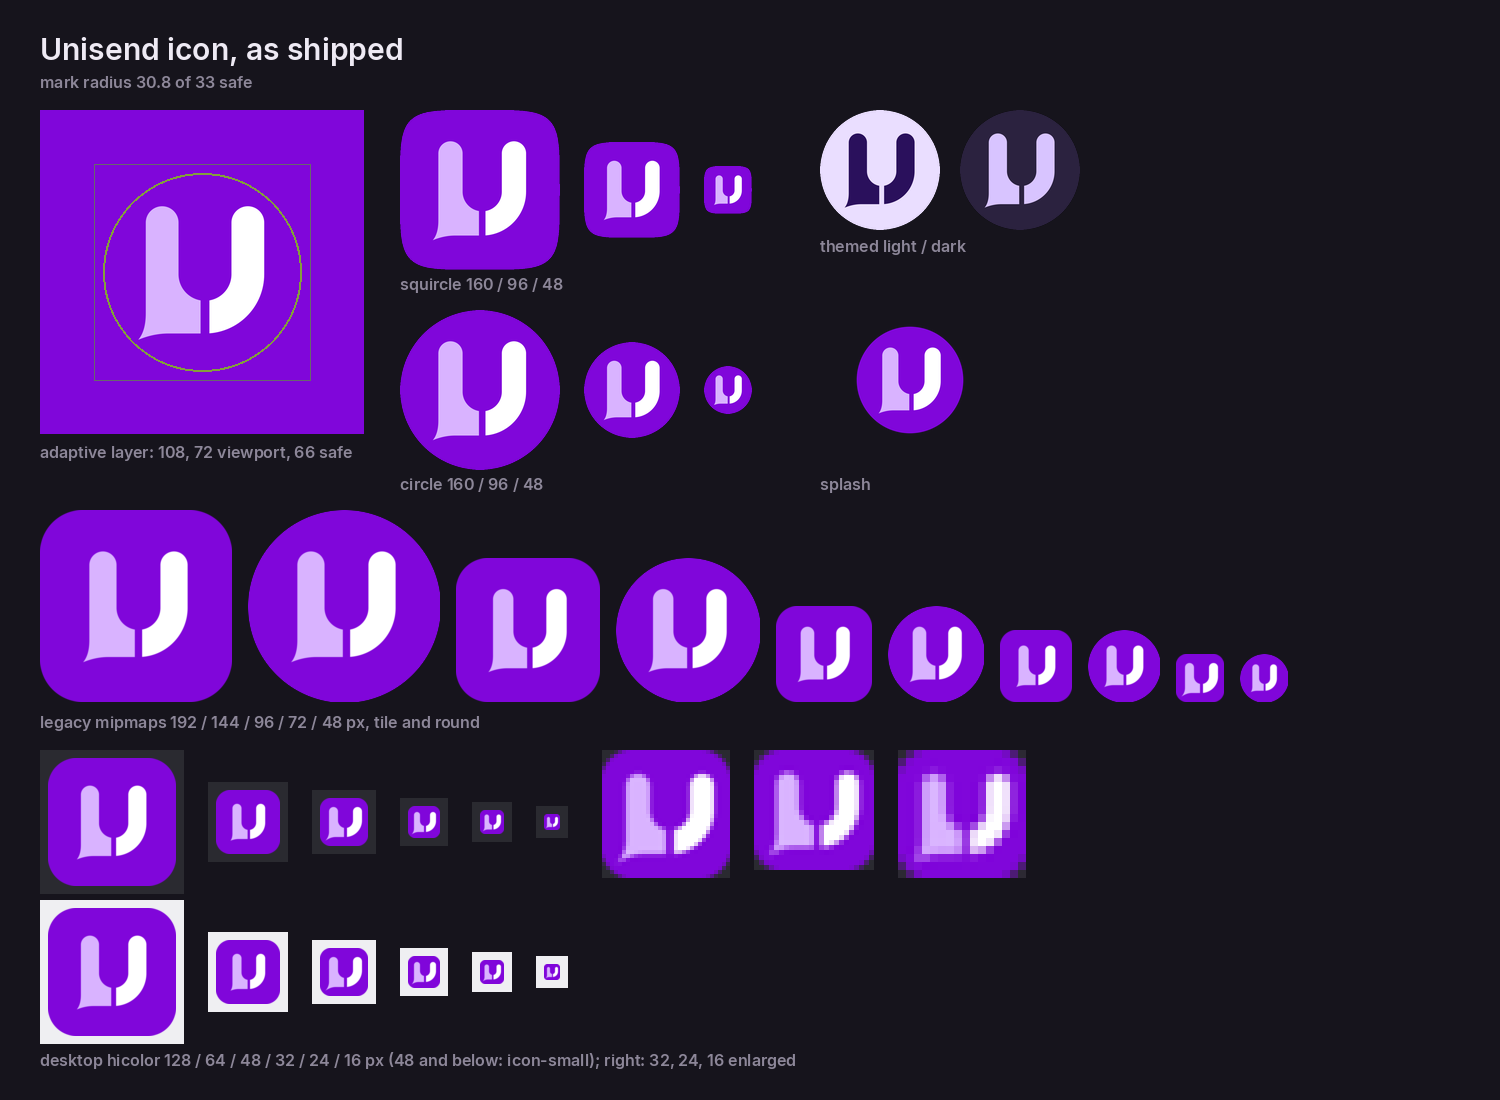 Unisend icon, as shipped
mark radius 30.8 of 33 safe
squircle 160 / 96 / 48
themed light / dark
adaptive layer: 108, 72 viewport, 66 safe
circle 160 / 96 / 48
splash
legacy mipmaps 192 / 144 / 96 / 72 / 48 px, tile and round
desktop hicolor 128 / 64 / 48 / 32 / 24 / 16 px (48 and below: icon-small); right: 32, 24, 16 enlarged